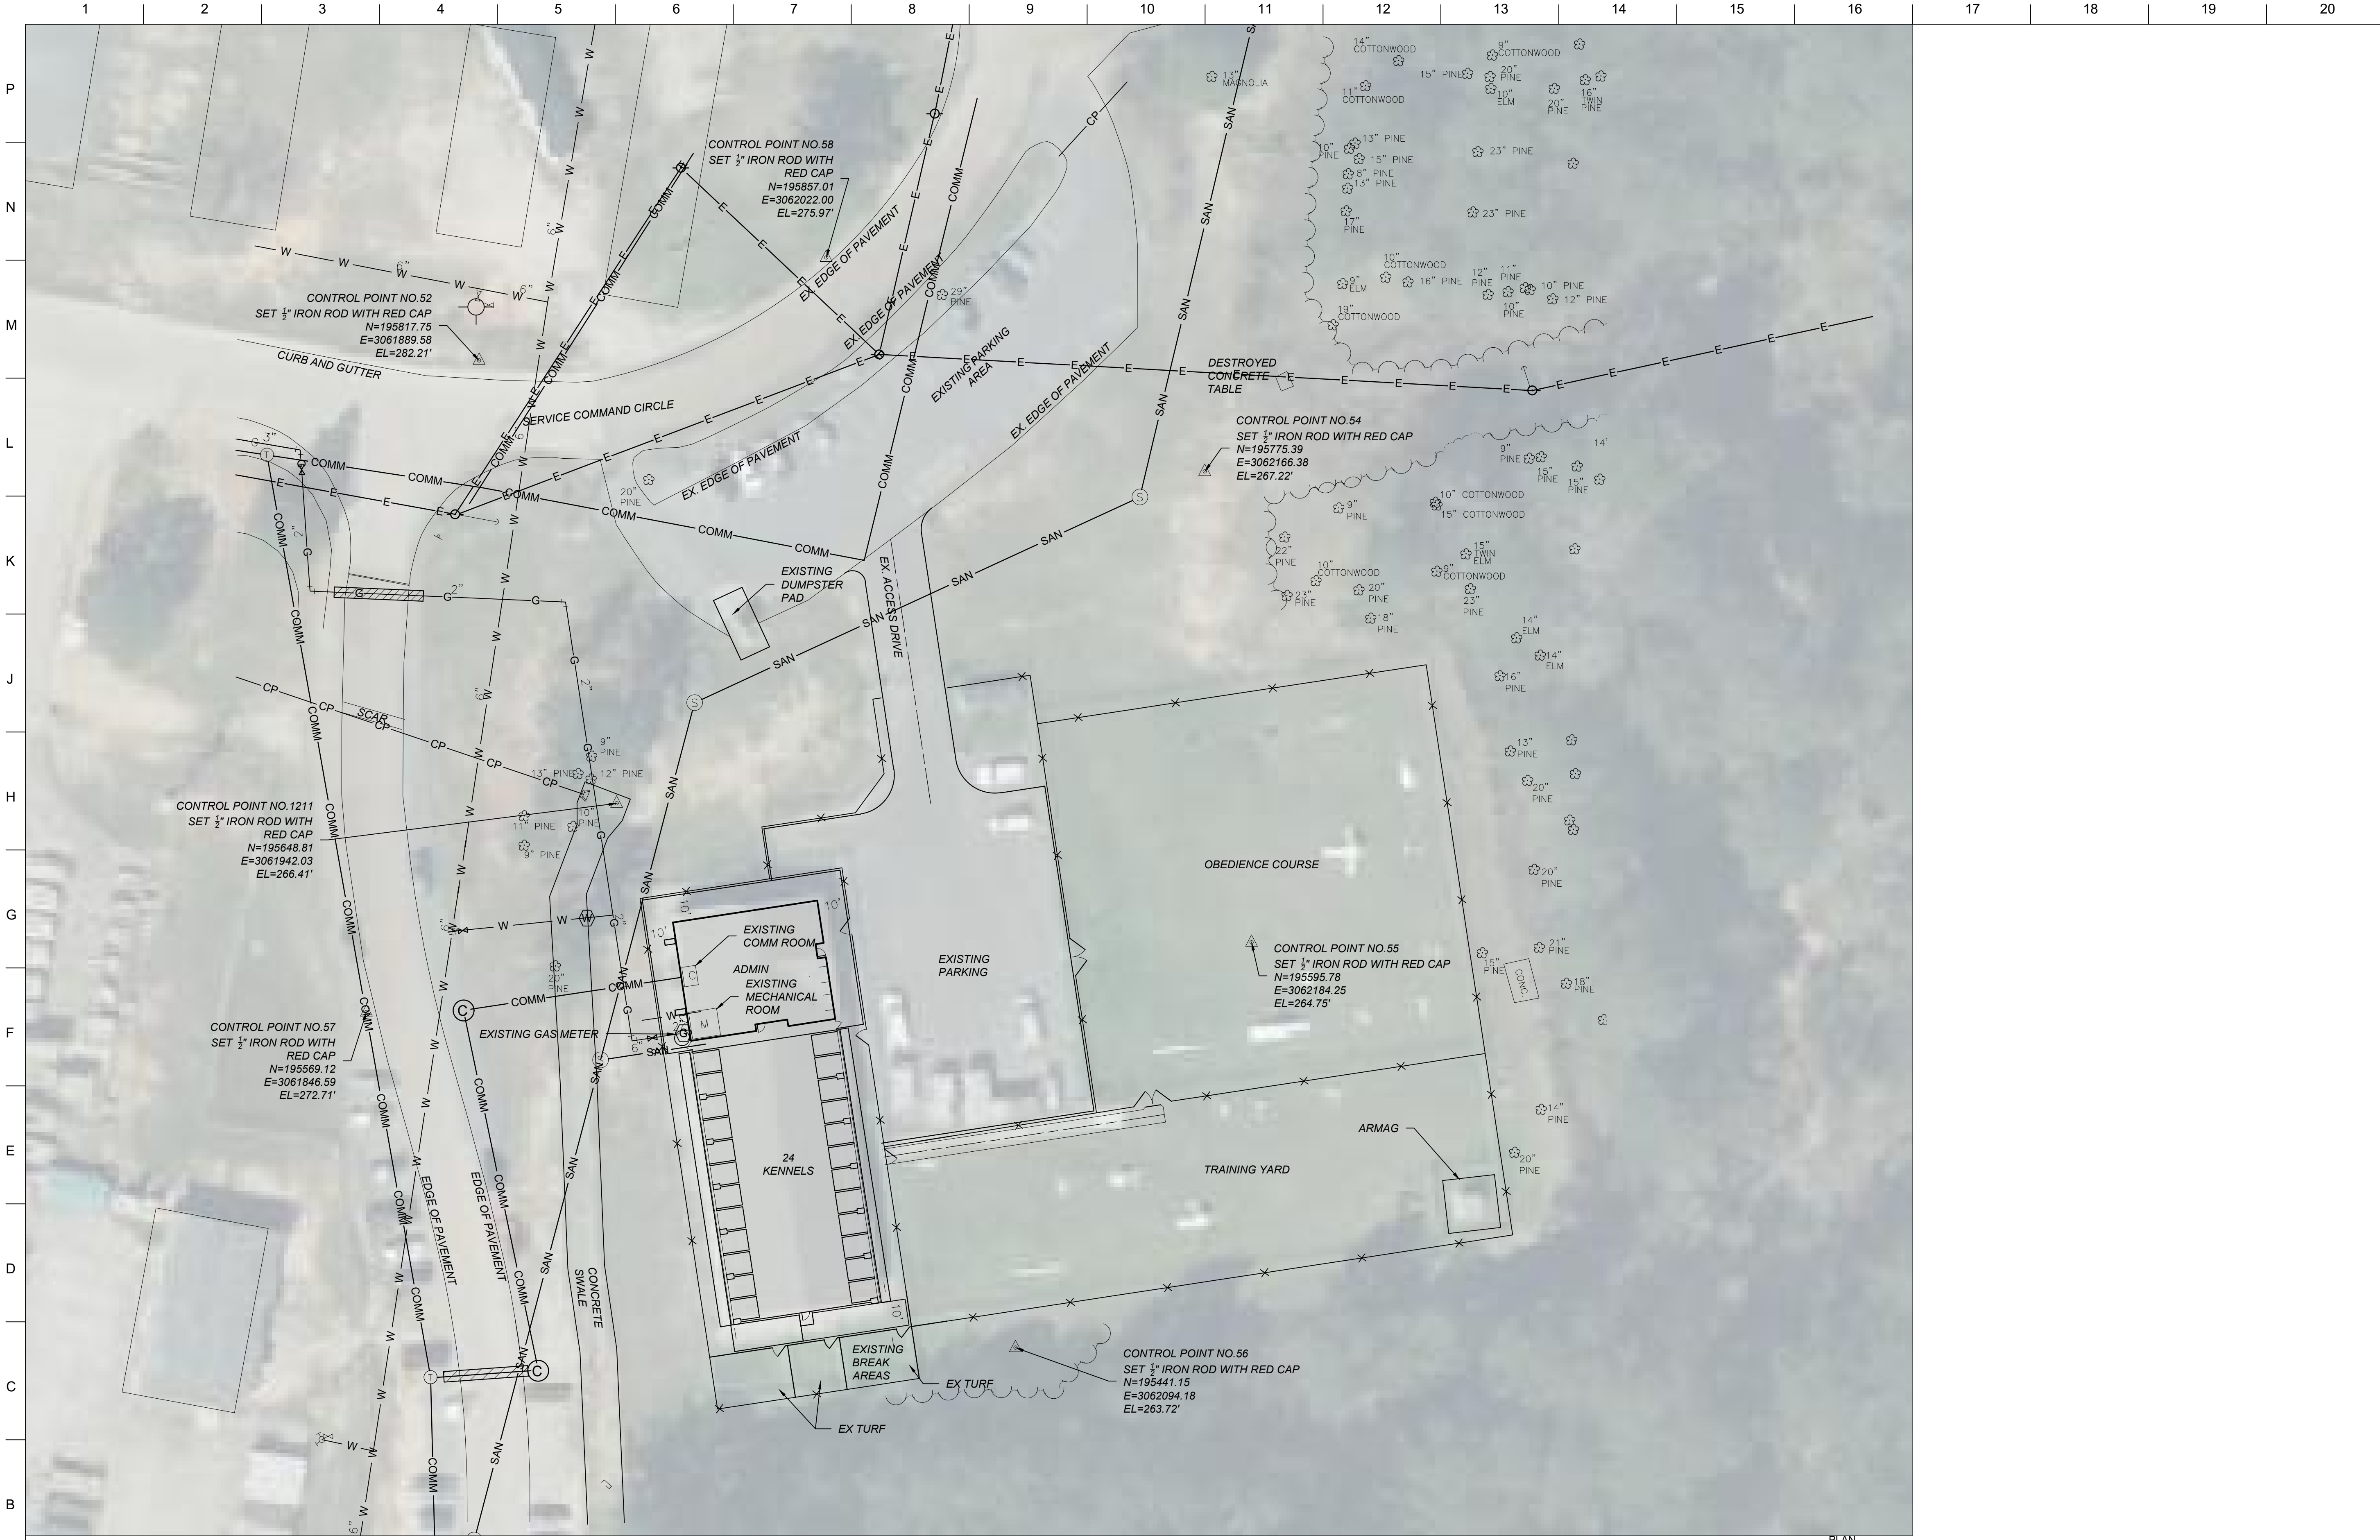 1 2 3 4 5 6 7 8 9 10 11 12 13 14 15 16 17 18 19 20
P
N
M
L
K
J
H
G
F
E
D
C
B
CONTROL POINT NO.58
SET ½" IRON ROD WITH
RED CAP
N=195857.01
E=3062022.00
EL=275.97'
CONTROL POINT NO.52
SET ½" IRON ROD WITH RED CAP
N=195817.75
E=3061889.58
EL=282.21'
CURB AND GUTTER
SERVICE COMMAND CIRCLE
EX. EDGE OF PAVEMENT
EX. EDGE OF PAVEMENT
EX. EDGE OF PAVEMENT
EX. EDGE OF PAVEMENT
EXISTING PARKING
AREA
29"
PINE
20"
PINE
13"
MAGNOLIA
14"
COTTONWOOD
11"
COTTONWOOD
9"
COTTONWOOD
15" PINE
20"
PINE
10"
ELM
20"
PINE
16"
TWIN
PINE
13" PINE
10"
PINE
15" PINE
8" PINE
13" PINE
17"
PINE
23" PINE
23" PINE
10"
COTTONWOOD
9"
ELM
16" PINE
12"
PINE
11"
PINE
10" PINE
12" PINE
10"
PINE
19"
COTTONWOOD
DESTROYED
CONCRETE
TABLE
CONTROL POINT NO.54
SET ½" IRON ROD WITH RED CAP
N=195775.39
E=3062166.38
EL=267.22'
14'
9"
PINE
15"
PINE
15"
PINE
10" COTTONWOOD
15" COTTONWOOD
9"
PINE
22"
PINE
15"
TWIN
ELM
10"
COTTONWOOD
9"
COTTONWOOD
23"
PINE
20"
PINE
23"
PINE
18"
PINE
14"
ELM
14"
ELM
16"
PINE
13"
PINE
20"
PINE
20"
PINE
21"
PINE
15"
PINE
18"
PINE
CONC.
14"
PINE
20"
PINE
EXISTING
DUMPSTER
PAD
EX. ACCESS DRIVE
SCAR
9"
PINE
13" PINE
12" PINE
10"
PINE
11" PINE
9" PINE
20"
PINE
CONTROL POINT NO.1211
SET ½" IRON ROD WITH
RED CAP
N=195648.81
E=3061942.03
EL=266.41'
CONTROL POINT NO.57
SET ½" IRON ROD WITH
RED CAP
N=195569.12
E=3061846.59
EL=272.71'
OBEDIENCE COURSE
CONTROL POINT NO.55
SET ½" IRON ROD WITH RED CAP
N=195595.78
E=3062184.25
EL=264.75'
EXISTING
PARKING
EXISTING
COMM ROOM
ADMIN
EXISTING
MECHANICAL
ROOM
C
M
10'
10'
10'
10'
EXISTING GAS METER
24
KENNELS
TRAINING YARD
ARMAG
EDGE OF PAVEMENT
EDGE OF PAVEMENT
CONCRETE
SWALE
EXISTING
BREAK
AREAS
EX TURF
EX TURF
CONTROL POINT NO.56
SET ½" IRON ROD WITH RED CAP
N=195441.15
E=3062094.18
EL=263.72'
W
E
COMM
SAN
CP
G
S
T
6"
3"
2"
PLAN